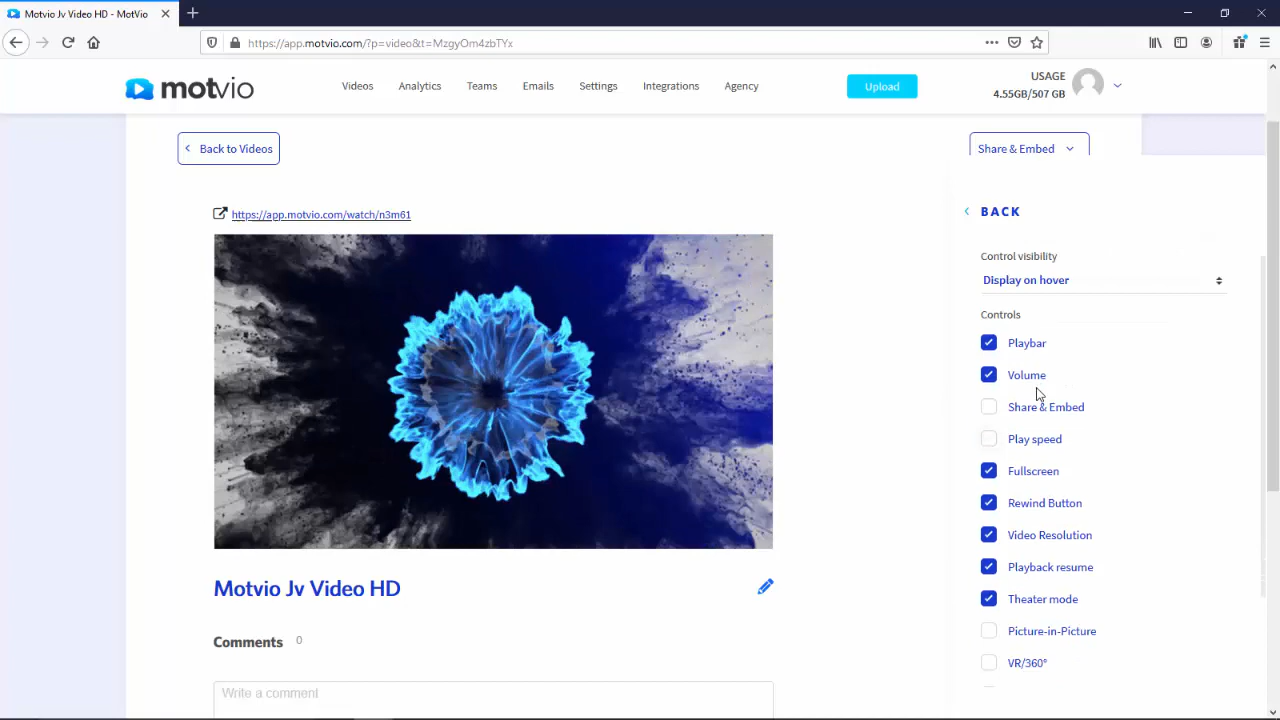 Motvio Jv Video HD - MotVio
https://app.motvio.com/?p=video&t=MzgyOm4zbTYx
motvio
Videos
Analytics
Teams
Emails
Settings
Integrations
Agency
Upload
USAGE
4.55GB/507 GB
Back to Videos
Share & Embed
https://app.motvio.com/watch/n3m61
BACK
Control visibility
Display on hover
Controls
Playbar
Volume
Share & Embed
Play speed
Fullscreen
Rewind Button
Video Resolution
Playback resume
Theater mode
Picture-in-Picture
VR/360°
Motvio Jv Video HD
Comments 0
Write a comment